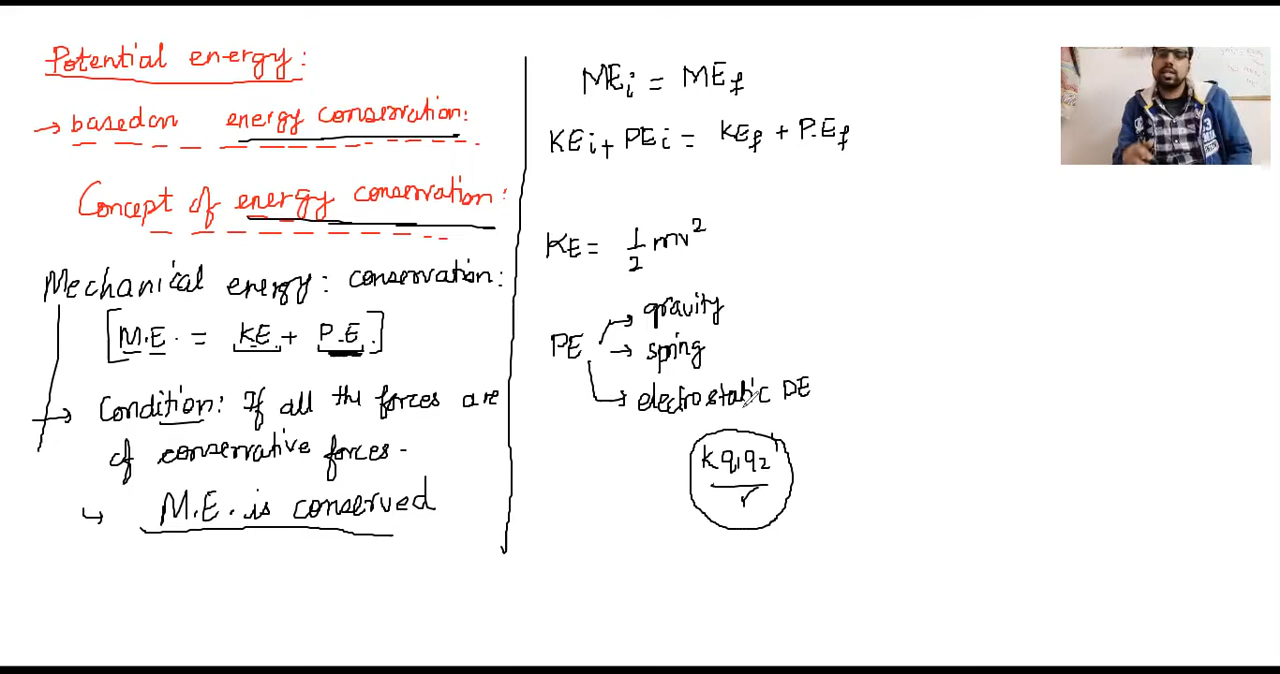 Potential energy:
→ based on energy conservation:
Concept of energy conservation:
Mechanical energy: conservation:
[M.E. = KE + P.E.]
→ Condition: If all the forces are
of conservative forces-
↳ M.E. is conserved
MEi = MEf
KEi + PEi = KEf + P.Ef
KE = 1/2 mv²
PE → gravity
→ spring
→ electrostatic PE
Kq1q2
r